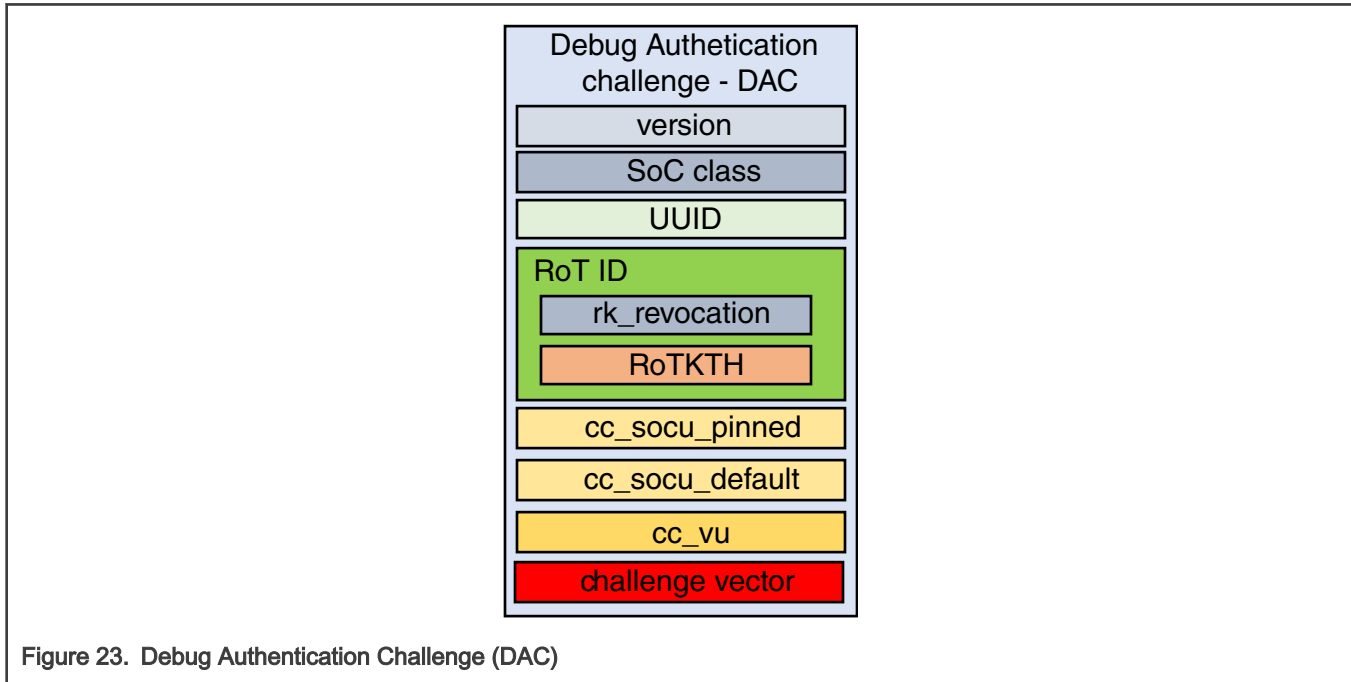 Debug Authetication
challenge - DAC
version
SoC class
UUID
RoT ID
rk_revocation
RoTKTH
cc_socu_pinned
cc_socu_default
cc_vu
challenge vector
Figure 23. Debug Authentication Challenge (DAC)